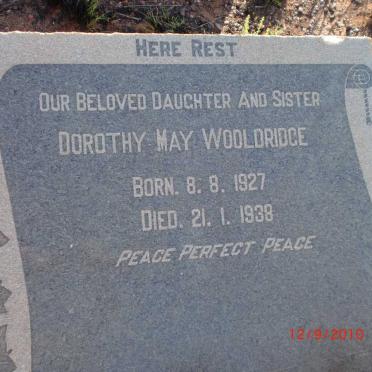 HERE REST
OUR BELOVED DAUGHTER AND SISTER
DOROTHY MAY WOOLDRIDGE
BORN. 8. 8. 1927
DIED. 21. 1. 1938
PEACE PERFECT PEACE
12/9/2010